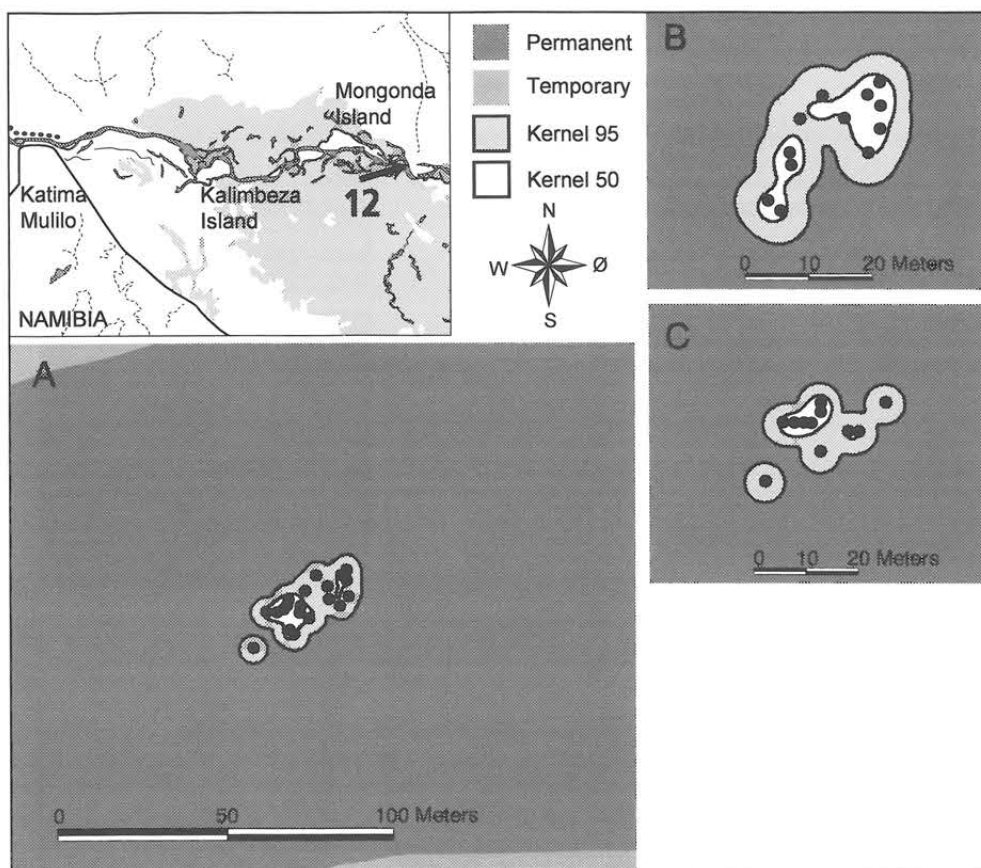 Mongonda
Island
Katima
Mulilo
Kalimbeza
Island
12
NAMIBIA
Permanent
Temporary
Kernel 95
Kernel 50
N
W Ø
S
B
0 10 20 Meters
C
0 10 20 Meters
A
0 50 100 Meters